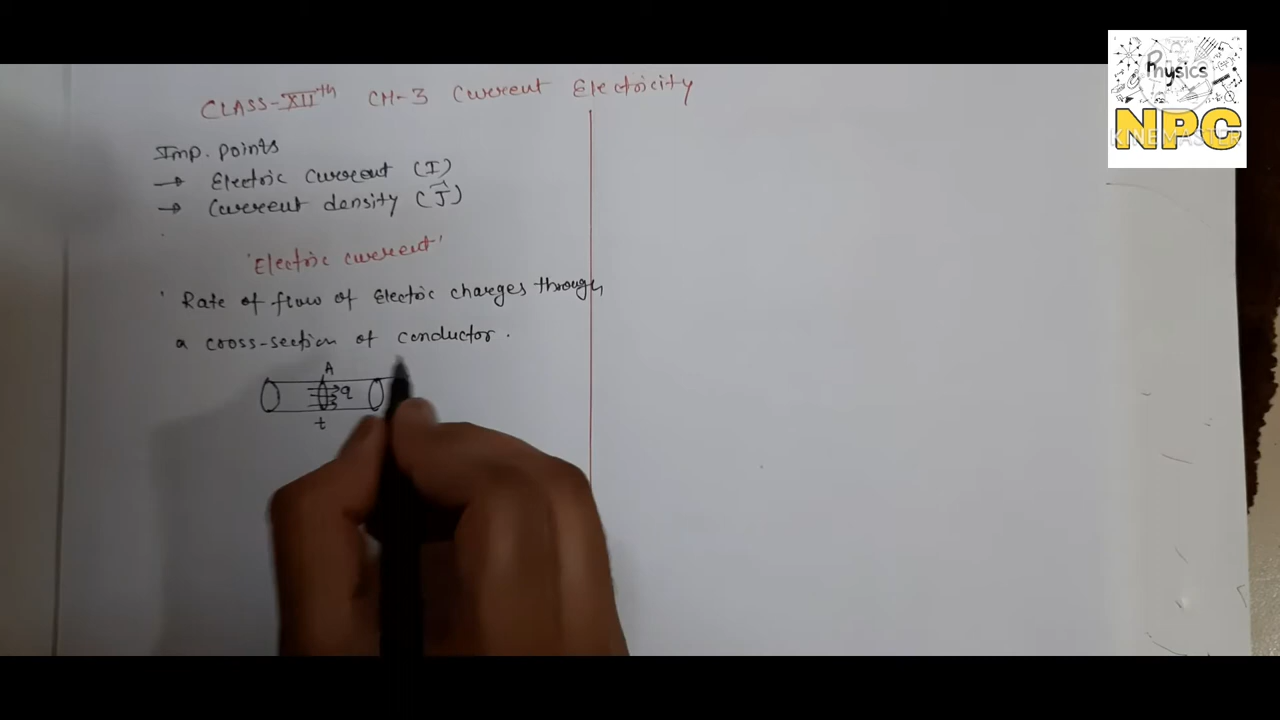 CLASS-XIIth CH-3 Current Electricity
Imp. points
→ Electric current (I)
→ Current density (J⃗)
'Electric current'
' Rate of flow of Electric charges through
a cross-section of conductor.
A
q
t
Physics
NPC
KINEMASTER